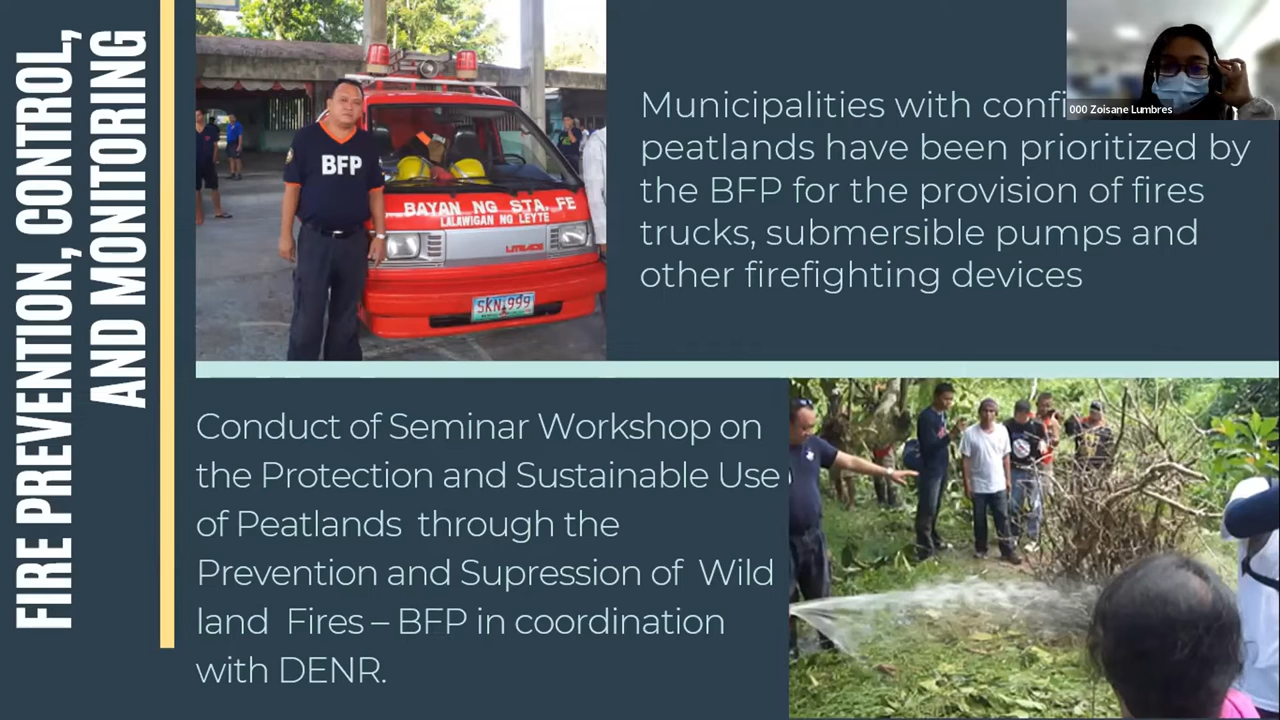 FIRE PREVENTION, CONTROL,
AND MONITORING
BFP
BAYAN NG STA. FE
LALAWIGAN NG LEYTE
LITEACE
SKN 999
Municipalities with
peatlands have been prioritized by
the BFP for the provision of fires
trucks, submersible pumps and
other firefighting devices
000 Zoisane Lumbres
Conduct of Seminar Workshop on
the Protection and Sustainable Use
of Peatlands through the
Prevention and Supression of Wild
land Fires – BFP in coordination
with DENR.